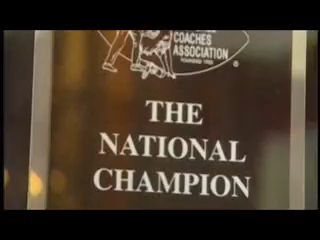 COACHES
ASSOCIATION
THE
NATIONAL
CHAMPION